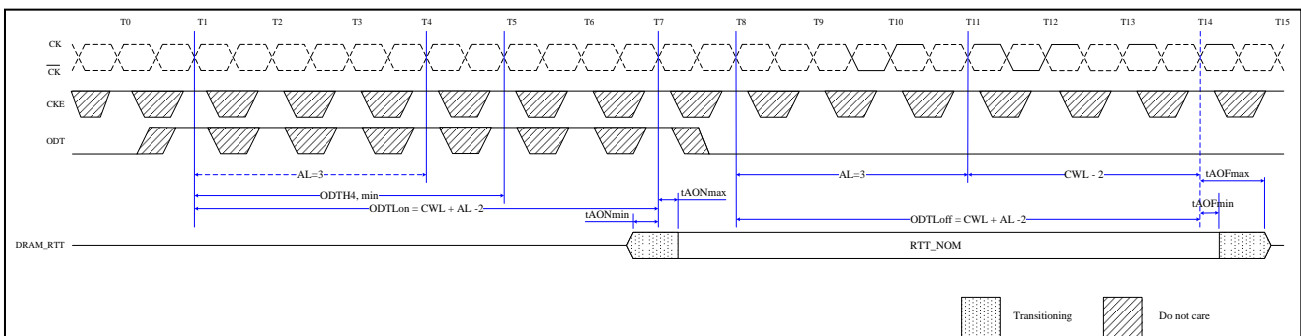 T0 T1 T2 T3 T4 T5 T6 T7 T8 T9 T10 T11 T12 T13 T14 T15
CK
CK
CKE
ODT
AL=3
AL=3
CWL - 2
tAOFmax
ODTH4, min
tAONmax
ODTLon = CWL + AL -2
tAOFmin
tAONmin
ODTLoff = CWL + AL -2
DRAM_RTT
RTT_NOM
Transitioning
Do not care